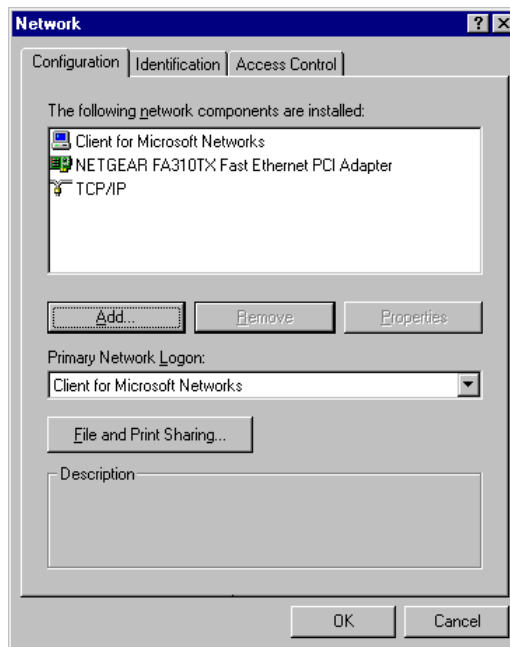 Network
Configuration Identification Access Control
The following network components are installed:
Client for Microsoft Networks
NETGEAR FA310TX Fast Ethernet PCI Adapter
TCP/IP
Add... Remove Properties
Primary Network Logon:
Client for Microsoft Networks
File and Print Sharing...
Description
OK Cancel